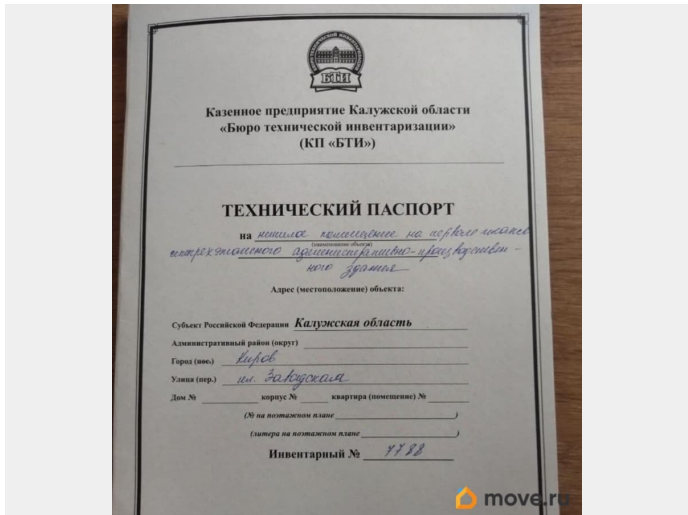 БТИ
Казенное предприятие Калужской области
«Бюро технической инвентаризации»
(КП «БТИ»)
ТЕХНИЧЕСКИЙ ПАСПОРТ
на нежилое помещение на первом этаже
(наименование объекта)
административно-производствен-
ного здания
Адрес (местоположение) объекта:
Субъект Российской Федерации Калужская область
Административный район (округ)
Город (пос.) Киров
Улица (пер.) пл. Заводская
Дом № корпус № квартира (помещение) №
(№ на поэтажном плане )
(литера на поэтажном плане )
Инвентарный № 7788
move.ru